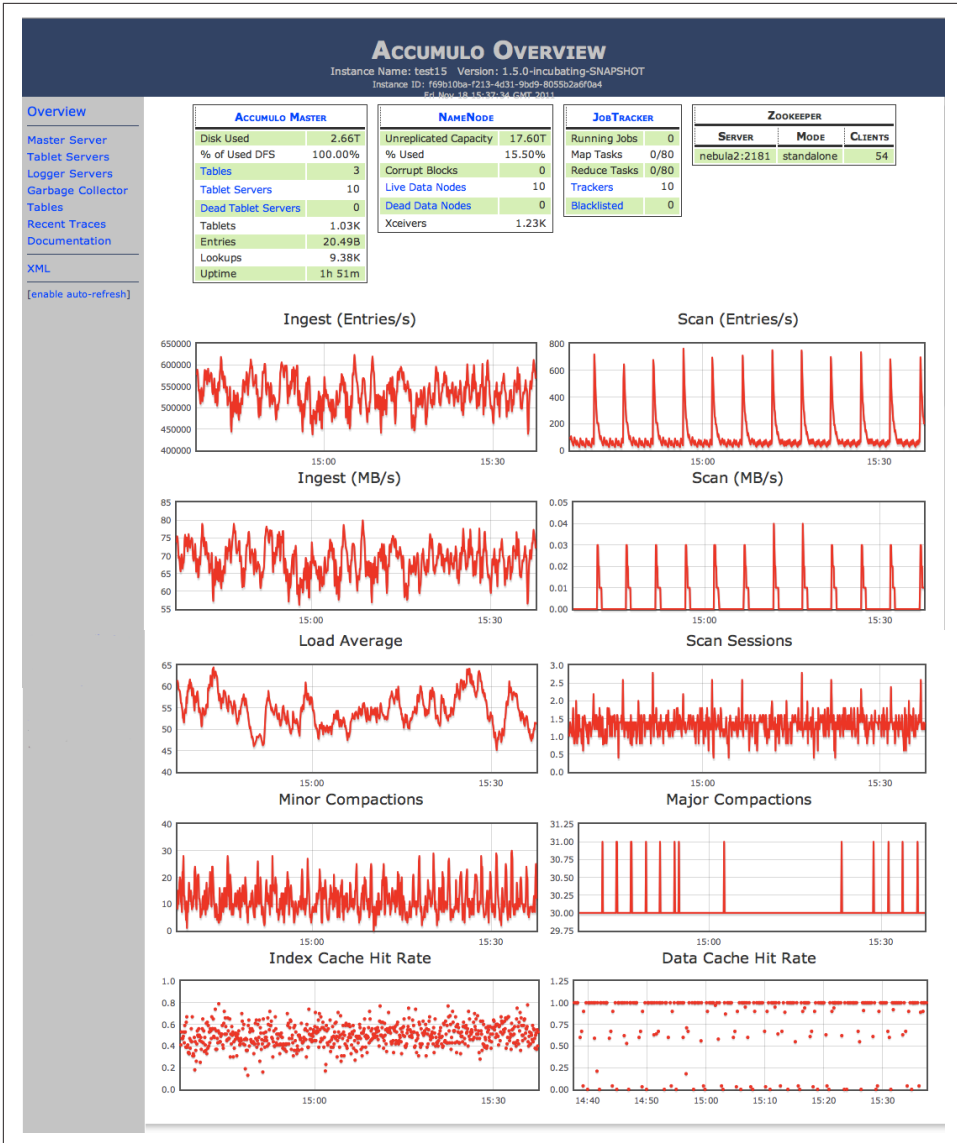 Accumulo Overview
Instance Name: test15 Version: 1.5.0-incubating-SNAPSHOT
Instance ID: f69b10ba-f213-4d31-9bd9-8055b2a6f0a4
Fri Nov 18 15:37:34 GMT 2011
Overview
Master Server
Tablet Servers
Logger Servers
Garbage Collector
Tables
Recent Traces
Documentation
XML
[enable auto-refresh]
Accumulo Master
Disk Used 2.66T
% of Used DFS 100.00%
Tables 3
Tablet Servers 10
Dead Tablet Servers 0
Tablets 1.03K
Entries 20.49B
Lookups 9.38K
Uptime 1h 51m
NameNode
Unreplicated Capacity 17.60T
% Used 15.50%
Corrupt Blocks 0
Live Data Nodes 10
Dead Data Nodes 0
Xceivers 1.23K
JobTracker
Running Jobs 0
Map Tasks 0/80
Reduce Tasks 0/80
Trackers 10
Blacklisted 0
Zookeeper
Server Mode Clients
nebula2:2181 standalone 54
Ingest (Entries/s)
650000
600000
550000
500000
450000
400000
15:00 15:30
Scan (Entries/s)
800
600
400
200
0
15:00 15:30
Ingest (MB/s)
85
80
75
70
65
60
55
15:00 15:30
Scan (MB/s)
0.05
0.04
0.03
0.02
0.01
0.00
15:00 15:30
Load Average
65
60
55
50
45
40
15:00 15:30
Scan Sessions
3.0
2.5
2.0
1.5
1.0
0.5
0.0
15:00 15:30
Minor Compactions
40
30
20
10
0
15:00 15:30
Major Compactions
31.25
31.00
30.75
30.50
30.25
30.00
29.75
15:00 15:30
Index Cache Hit Rate
1.0
0.8
0.6
0.4
0.2
0.0
15:00 15:30
Data Cache Hit Rate
1.25
1.00
0.75
0.50
0.25
0.00
14:40 14:50 15:00 15:10 15:20 15:30